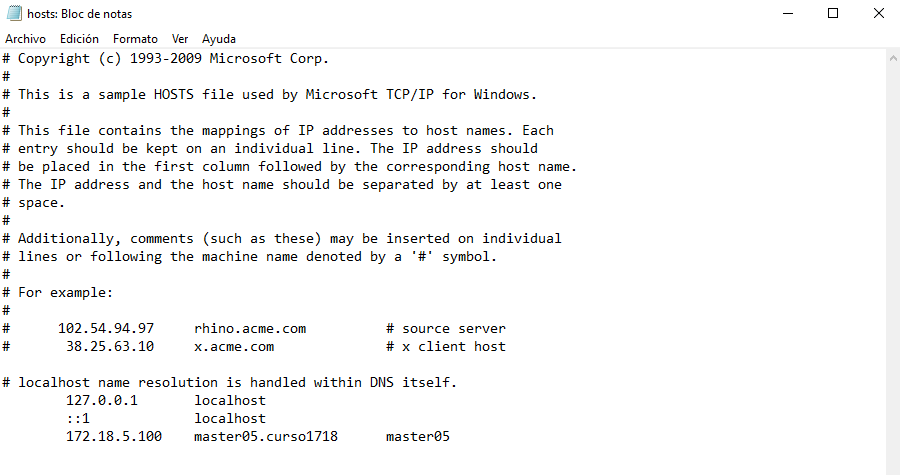 hosts: Bloc de notas
Archivo Edición Formato Ver Ayuda
# Copyright (c) 1993-2009 Microsoft Corp.
#
# This is a sample HOSTS file used by Microsoft TCP/IP for Windows.
#
# This file contains the mappings of IP addresses to host names. Each
# entry should be kept on an individual line. The IP address should
# be placed in the first column followed by the corresponding host name.
# The IP address and the host name should be separated by at least one
# space.
#
# Additionally, comments (such as these) may be inserted on individual
# lines or following the machine name denoted by a '#' symbol.
#
# For example:
#
#      102.54.94.97     rhino.acme.com          # source server
#       38.25.63.10     x.acme.com              # x client host

# localhost name resolution is handled within DNS itself.
        127.0.0.1       localhost
        ::1             localhost
        172.18.5.100    master05.curso1718      master05